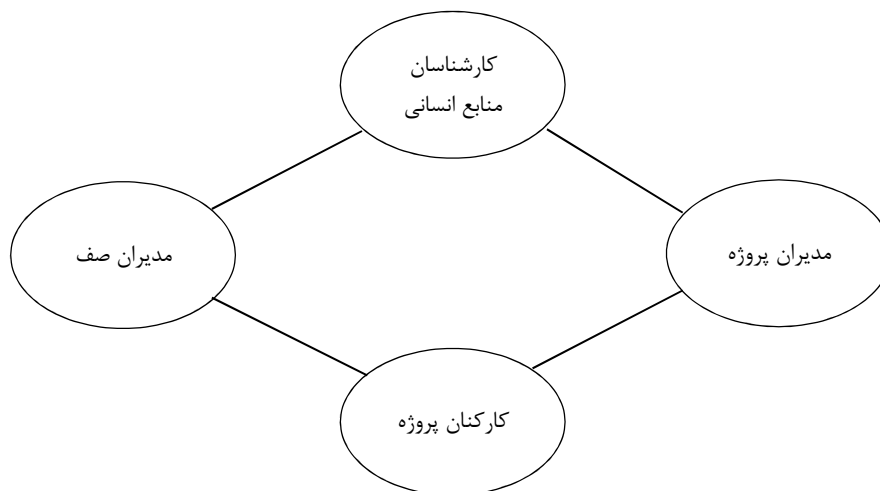 کارشناسان
منابع انسانی
مدیران پروژه
مدیران صف
کارکنان پروژه